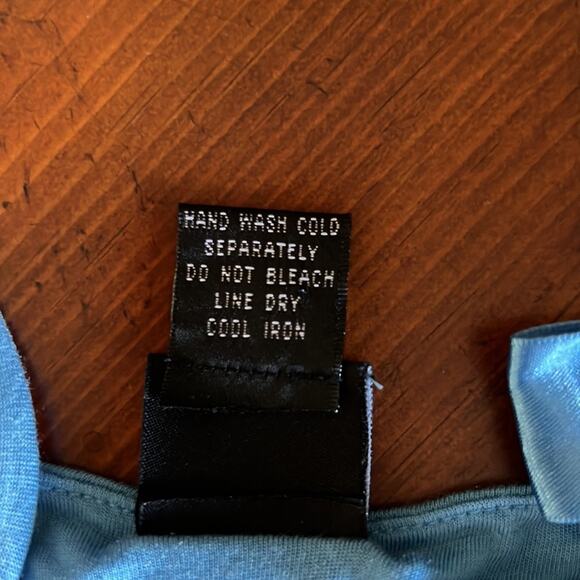 HAND WASH COLD
SEPARATELY
DO NOT BLEACH
LINE DRY
COOL IRON